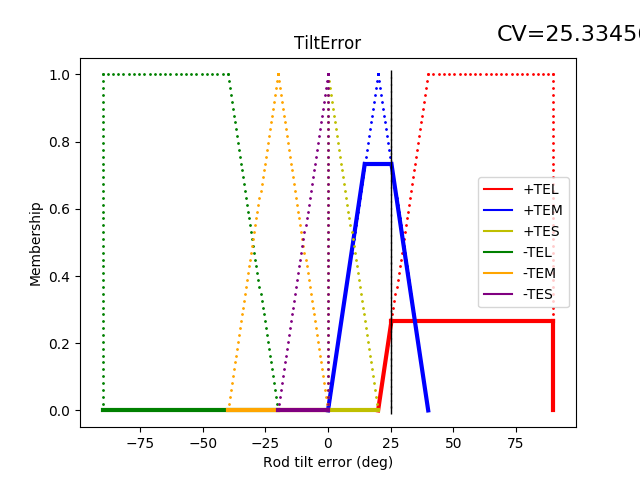 CV=25.3345
TiltError
Membership
1.0
0.8
0.6
0.4
0.2
0.0
+TEL
+TEM
+TES
-TEL
-TEM
-TES
−75
−50
−25
0
25
50
75
Rod tilt error (deg)